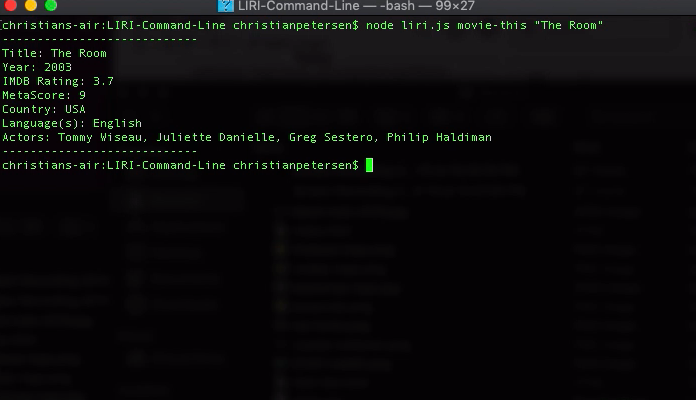 LIRI-Command-Line — -bash — 99×27
[christians-air:LIRI-Command-Line christianpetersen$ node liri.js movie-this "The Room"
----------------------------
Title: The Room
Year: 2003
IMDB Rating: 3.7
MetaScore: 9
Country: USA
Language(s): English
Actors: Tommy Wiseau, Juliette Danielle, Greg Sestero, Philip Haldiman
----------------------------
christians-air:LIRI-Command-Line christianpetersen$